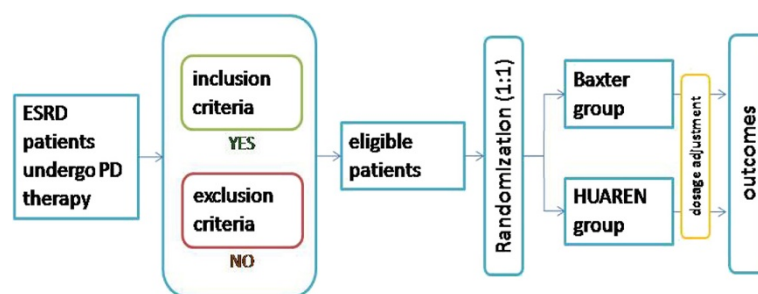 ESRD
patients
undergo PD
therapy
inclusion
criteria
YES
exclusion
criteria
NO
eligible
patients
Randomization (1:1)
Baxter
group
HUAREN
group
dosage adjustment
outcomes